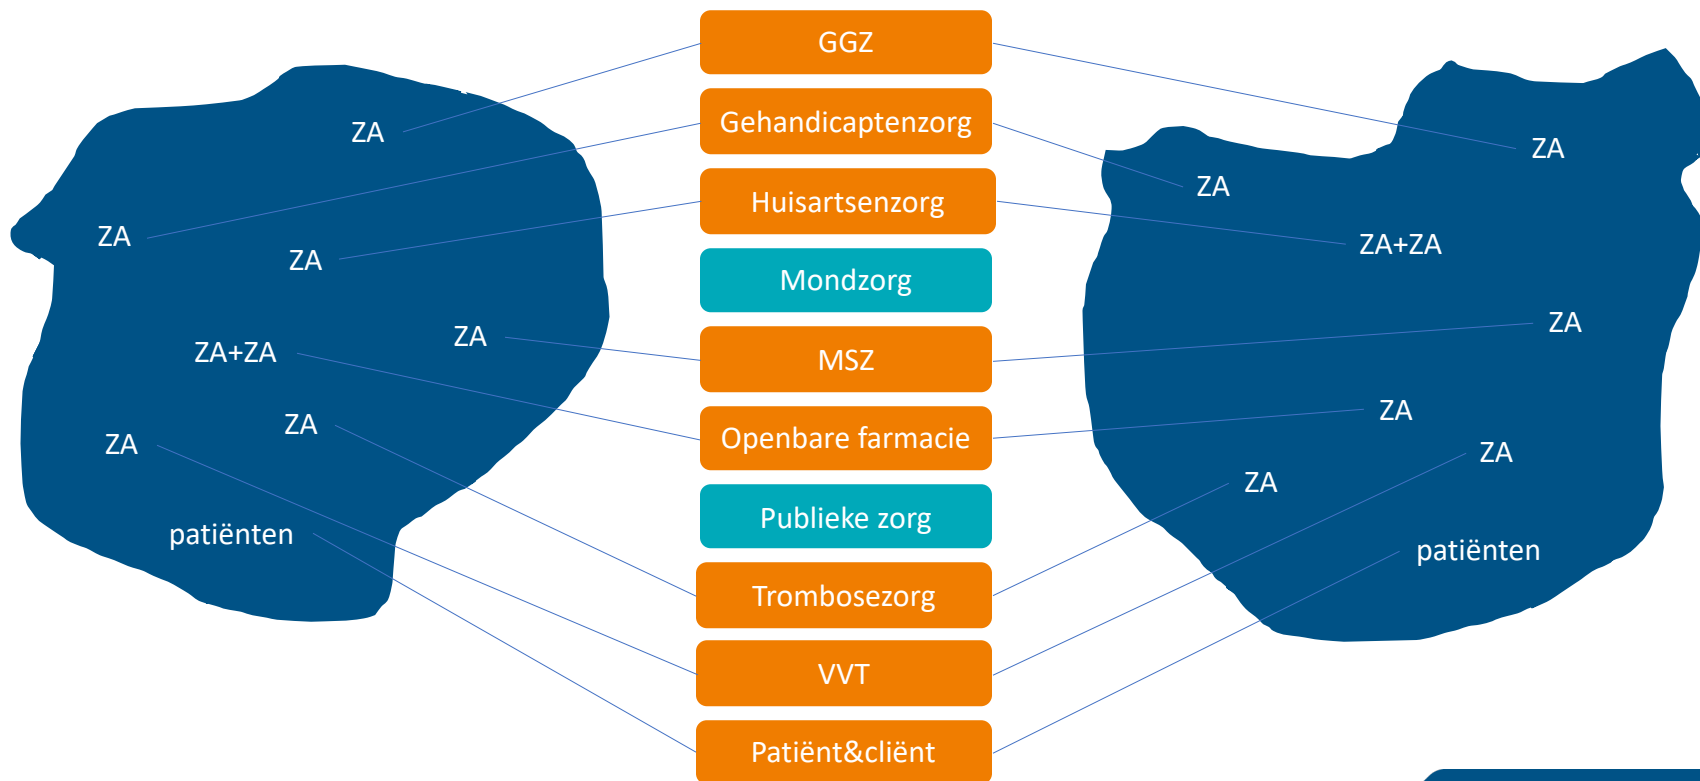 GGZ
Gehandicaptenzorg
Huisartsenzorg
Mondzorg
MSZ
Openbare farmacie
Publieke zorg
Trombosezorg
VVT
Patiënt&cliënt
ZA
ZA
ZA
ZA
ZA+ZA
ZA
ZA
patiënten
ZA
ZA
ZA+ZA
ZA
ZA
ZA
ZA
patiënten